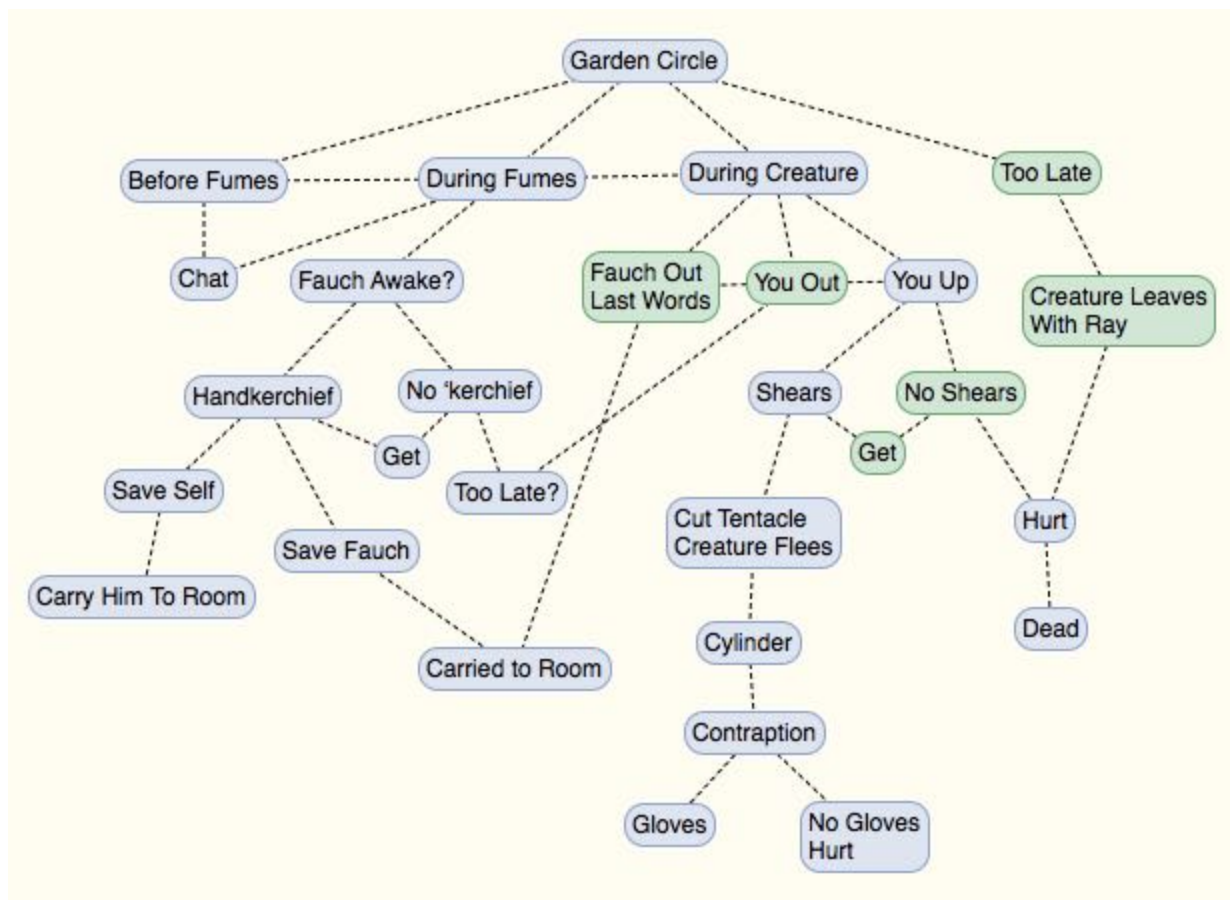 Garden Circle
Before Fumes
During Fumes
During Creature
Too Late
Chat
Fauch Awake?
Fauch Out
Last Words
You Out
You Up
Creature Leaves
With Ray
Handkerchief
No ‘kerchief
Shears
No Shears
Get
Get
Save Self
Too Late?
Cut Tentacle
Creature Flees
Hurt
Save Fauch
Carry Him To Room
Cylinder
Dead
Carried to Room
Contraption
Gloves
No Gloves
Hurt